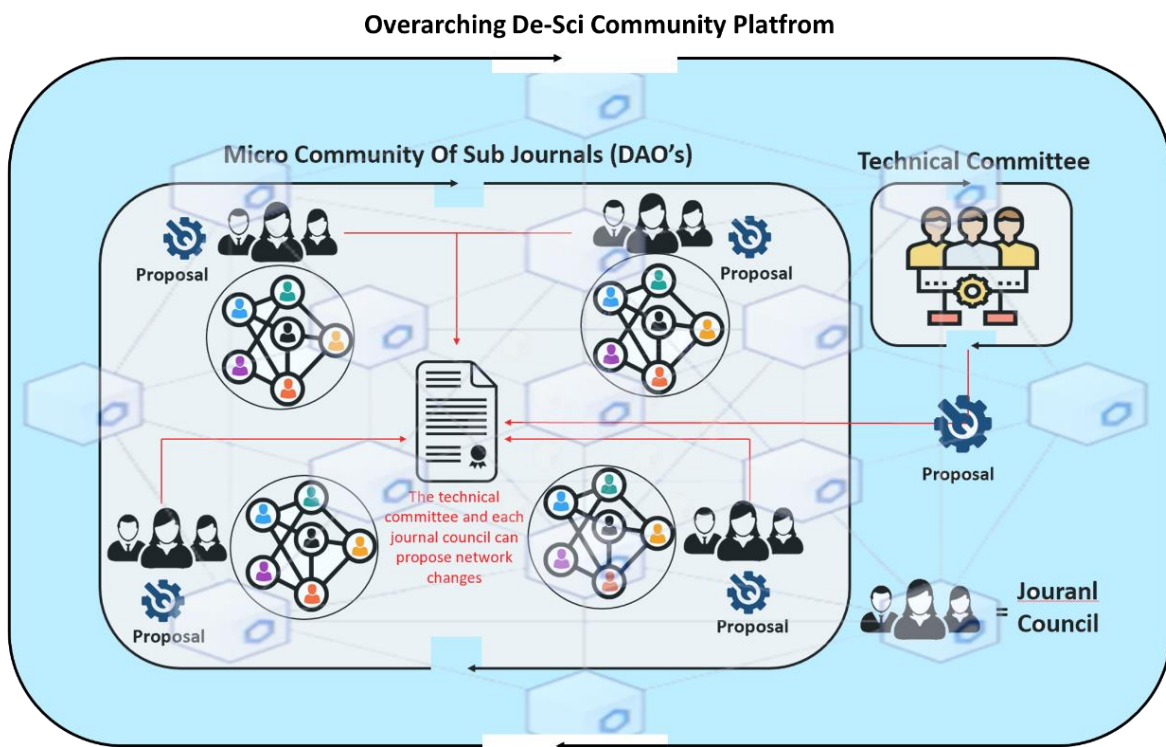 Overarching De-Sci Community Platfrom
Micro Community Of Sub Journals (DAO's)
Technical Committee
Proposal
Proposal
The technical
committee and each
journal council can
propose network
changes
Proposal
Proposal
Proposal
= Jouranl
Council